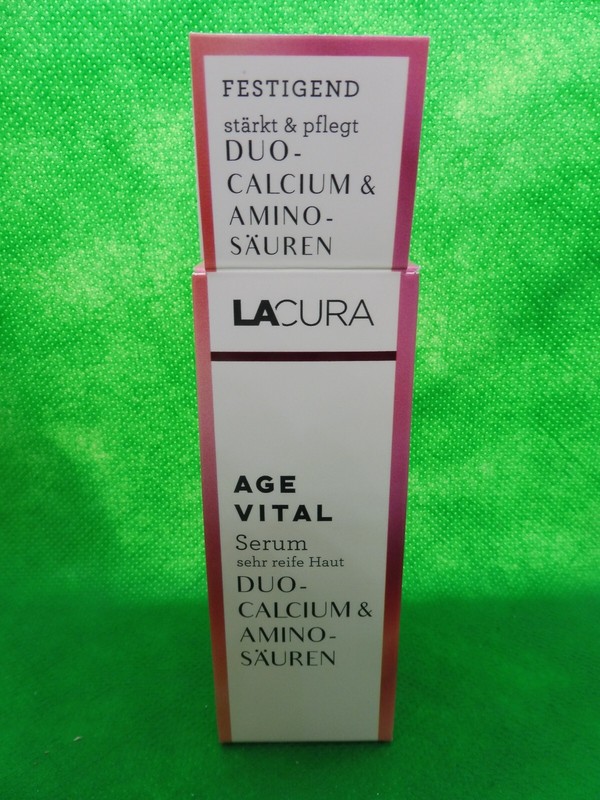 FESTIGEND
stärkt & pflegt
DUO-
CALCIUM &
AMINO-
SÄUREN
LACURA
AGE
VITAL
Serum
sehr reife Haut
DUO-
CALCIUM &
AMINO-
SÄUREN